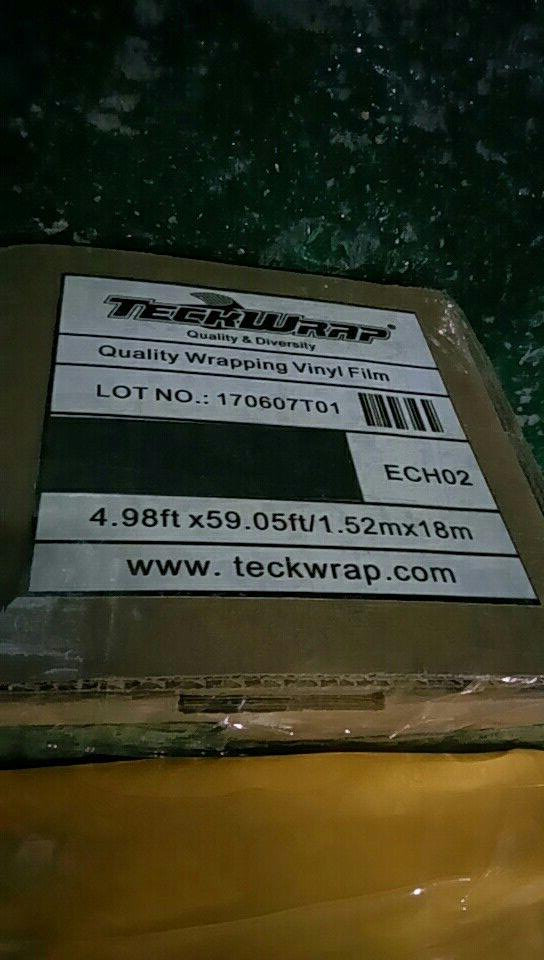 TECKWRAP®
Quality & Diversity
Quality Wrapping Vinyl Film
LOT NO.: 170607T01
ECH02
4.98ft x59.05ft/1.52mx18m
www. teckwrap.com